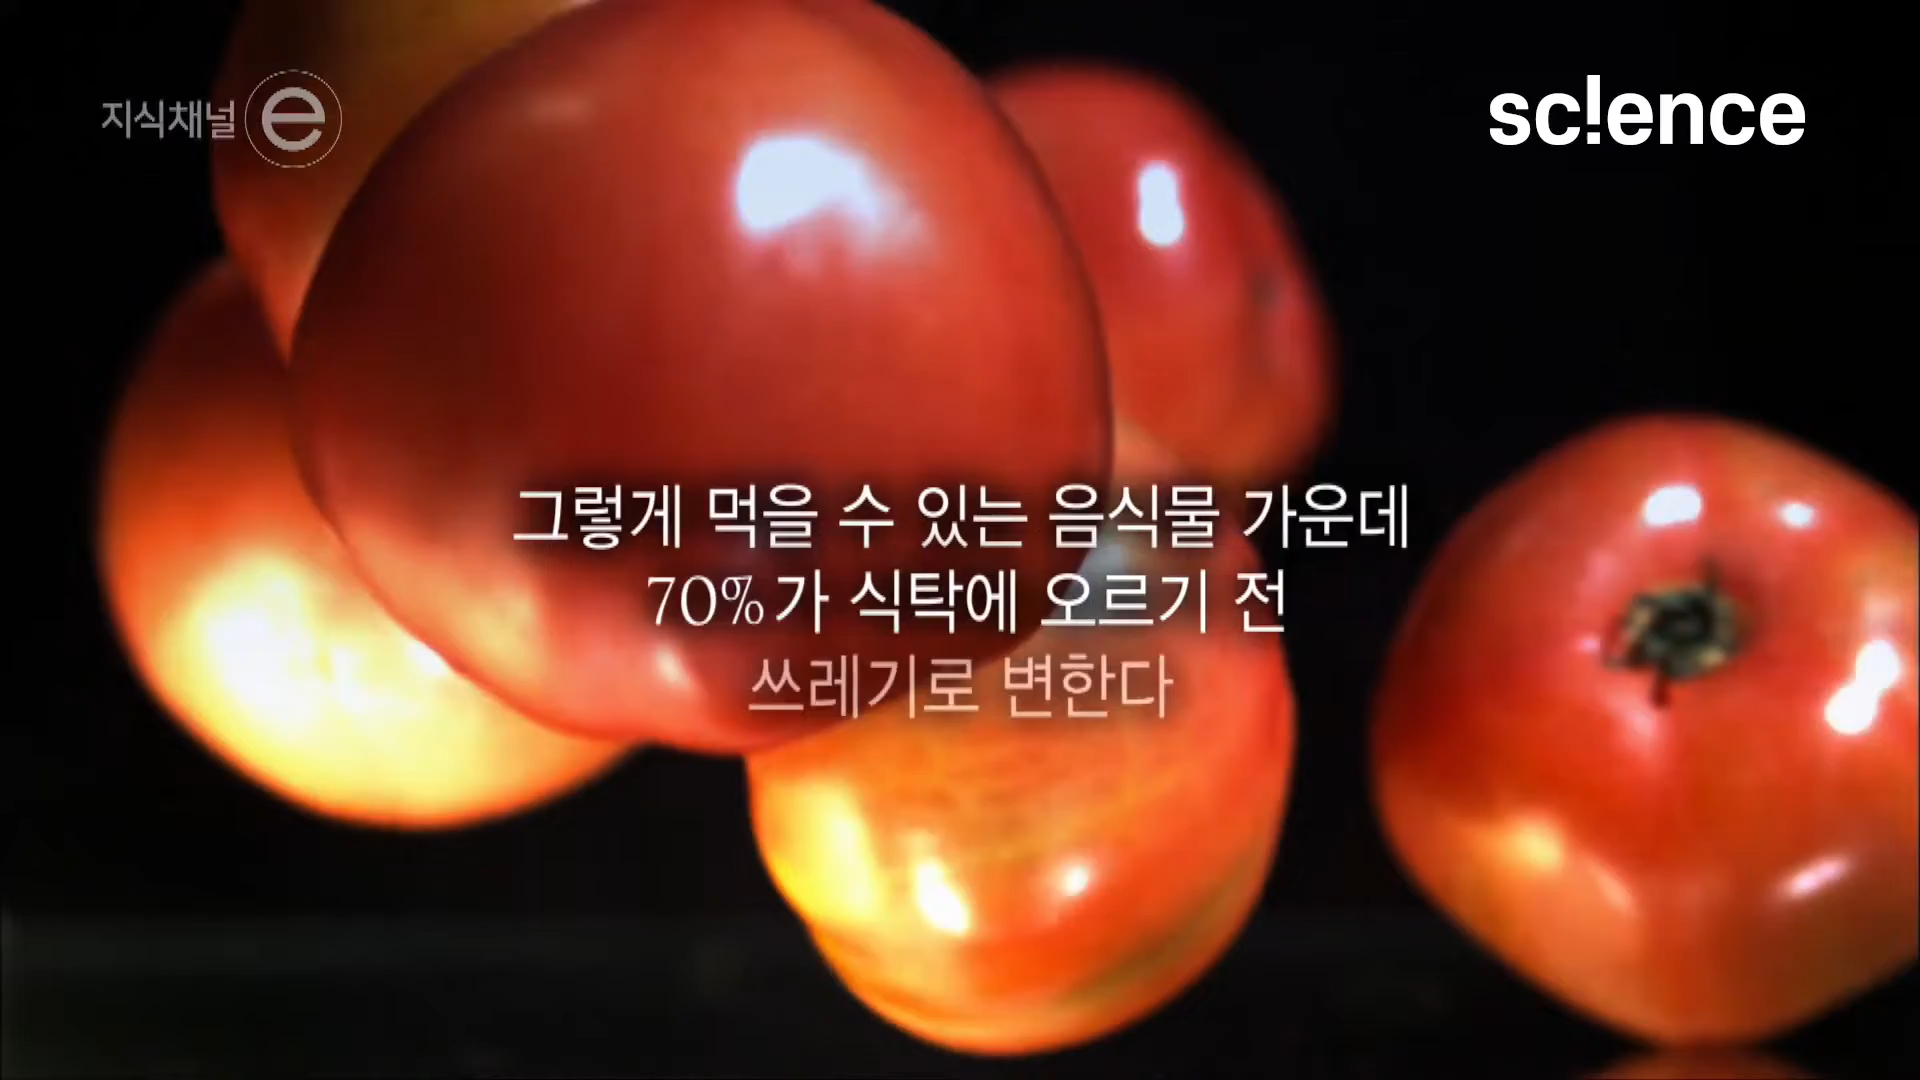 지식채널 e
sc!ence
그렇게 먹을 수 있는 음식물 가운데
70%가 식탁에 오르기 전
쓰레기로 변한다